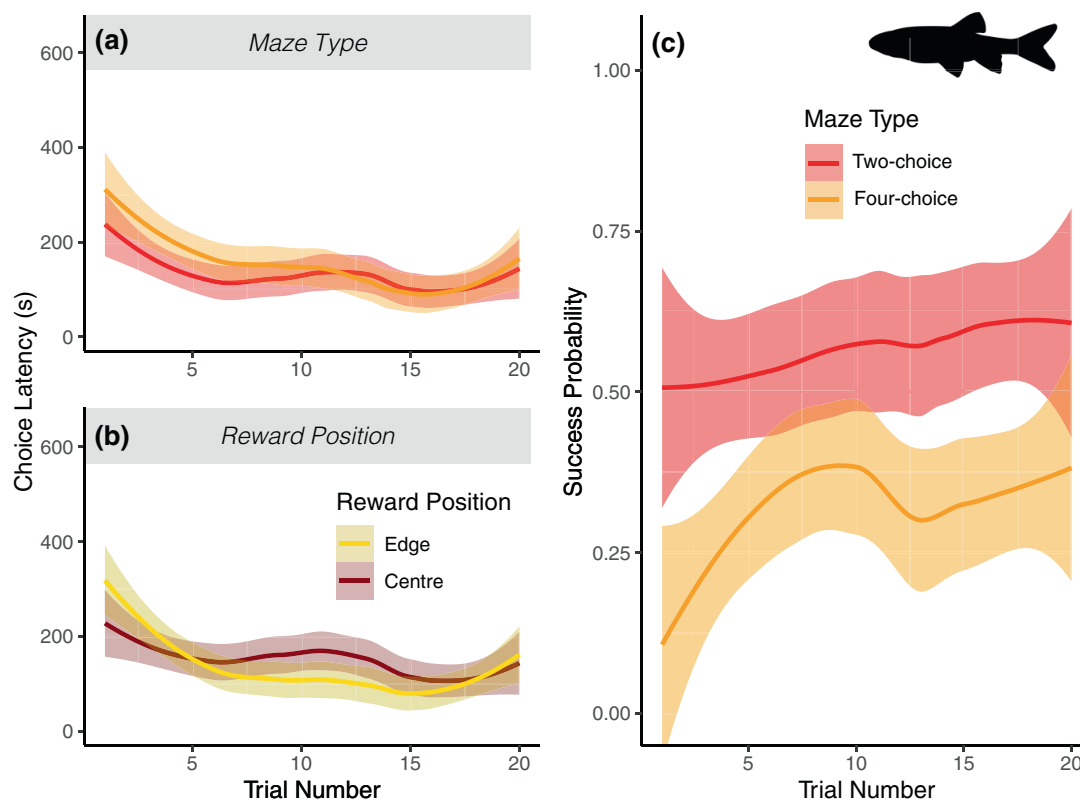 (a)
Maze Type
600
400
200
0
5
10
15
20
Choice Latency (s)
(b)
Reward Position
600
400
200
0
Reward Position
Edge
Centre
5
10
15
20
Trial Number
(c)
1.00
0.75
0.50
0.25
0.00
Success Probability
Maze Type
Two-choice
Four-choice
5
10
15
20
Trial Number